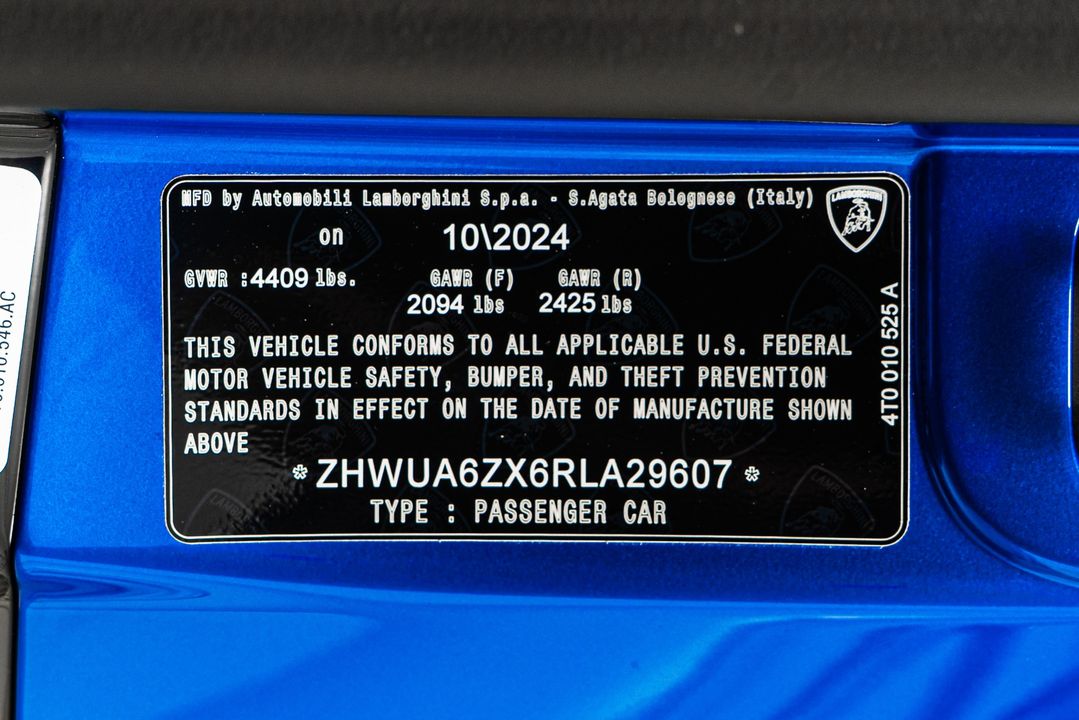 MFD by Automobili Lamborghini S.p.a. - S.Agata Bolognese (Italy)
LAMBORGHINI
on 10\2024
GVWR :4409 lbs. GAWR (F) GAWR (R)
2094 lbs 2425 lbs
THIS VEHICLE CONFORMS TO ALL APPLICABLE U.S. FEDERAL
MOTOR VEHICLE SAFETY, BUMPER, AND THEFT PREVENTION
STANDARDS IN EFFECT ON THE DATE OF MANUFACTURE SHOWN
ABOVE
* ZHWUA6ZX6RLA29607 *
TYPE : PASSENGER CAR
4T0 010 525 A